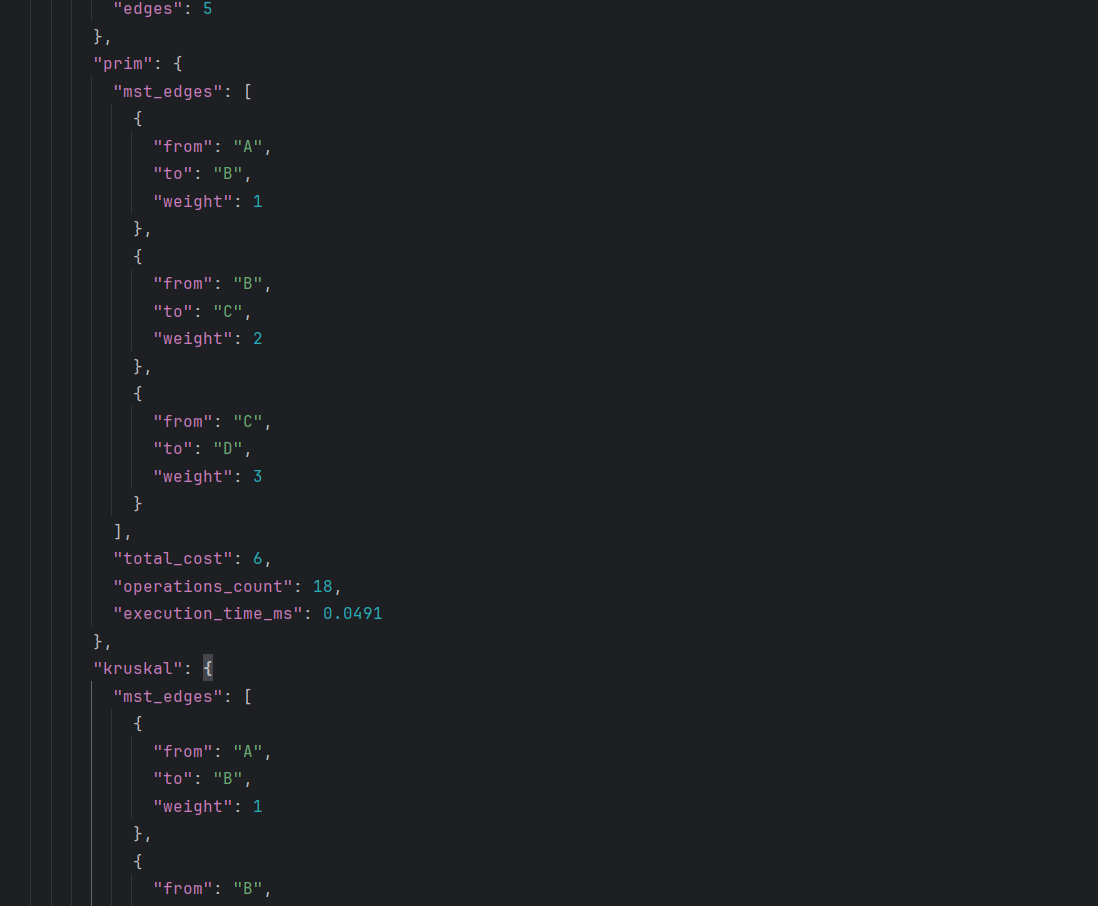 "edges": 5
},
"prim": {
"mst_edges": [
{
"from": "A",
"to": "B",
"weight": 1
},
{
"from": "B",
"to": "C",
"weight": 2
},
{
"from": "C",
"to": "D",
"weight": 3
}
],
"total_cost": 6,
"operations_count": 18,
"execution_time_ms": 0.0491
},
"kruskal": {
"mst_edges": [
{
"from": "A",
"to": "B",
"weight": 1
},
{
"from": "B",